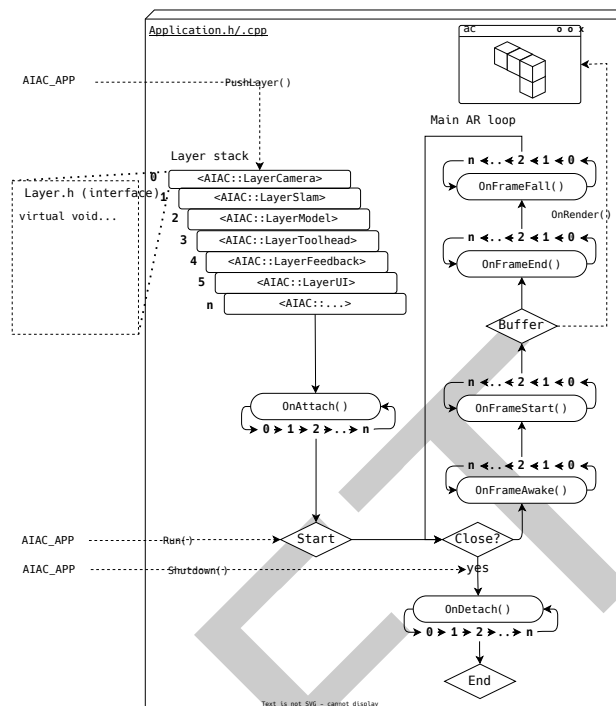 Application.h/.cpp
ac
o o x
AIAC_APP
PushLayer()
Main AR loop
Layer stack
0 <AIAC::LayerCamera>
1 <AIAC::LayerSlam>
2 <AIAC::LayerModel>
3 <AIAC::LayerToolhead>
4 <AIAC::LayerFeedback>
5 <AIAC::LayerUI>
n <AIAC::...>
Layer.h (interface)
virtual void...
n .. 2 1 0
OnFrameFall()
OnRender()
n .. 2 1 0
OnFrameEnd()
Buffer
n .. 2 1 0
OnFrameStart()
n .. 2 1 0
OnFrameAwake()
OnAttach()
0 1 2 .. n
AIAC_APP
Run()
Start
Close?
AIAC_APP
Shutdown()
yes
OnDetach()
0 1 2 .. n
End
Text is not SVG - cannot display